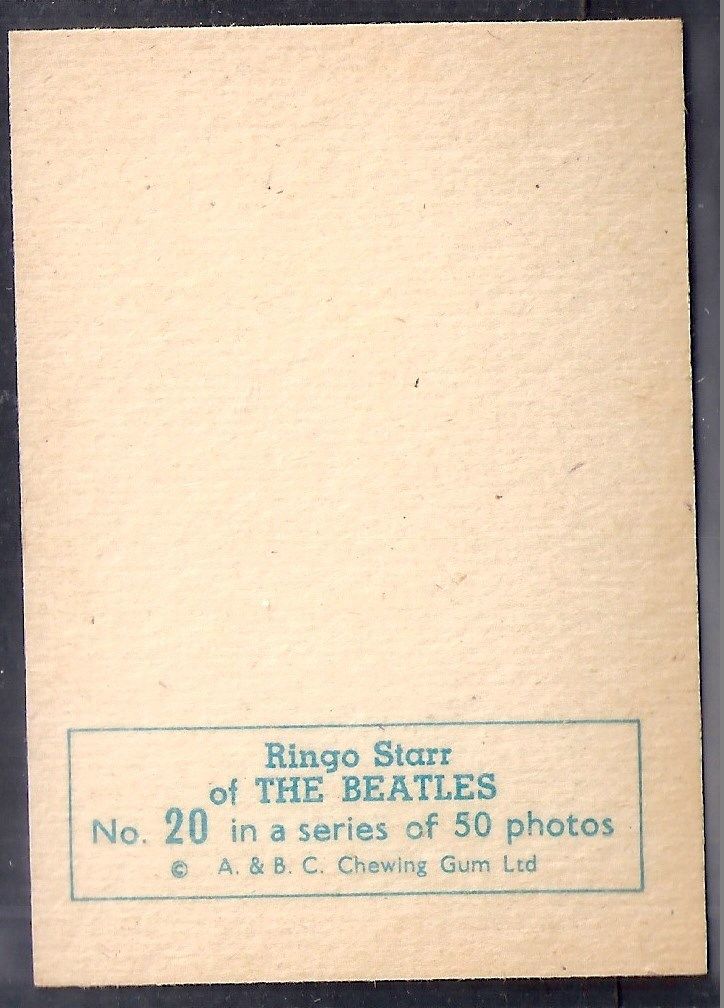 Ringo Starr
of THE BEATLES
No. 20 in a series of 50 photos
© A. & B. C. Chewing Gum Ltd